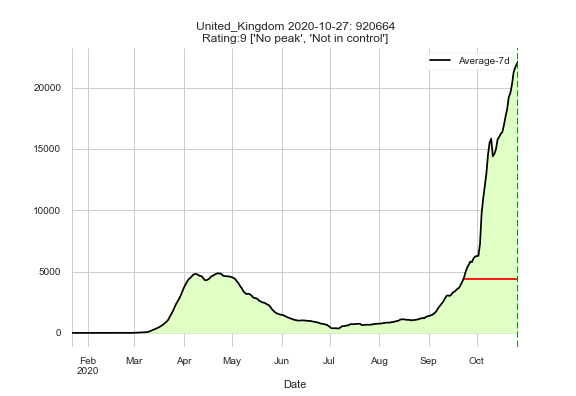 United_Kingdom 2020-10-27: 920664
Rating:9 ['No peak', 'Not in control']
Average-7d
20000
15000
10000
5000
0
Feb Mar Apr May Jun Jul Aug Sep Oct
2020
Date